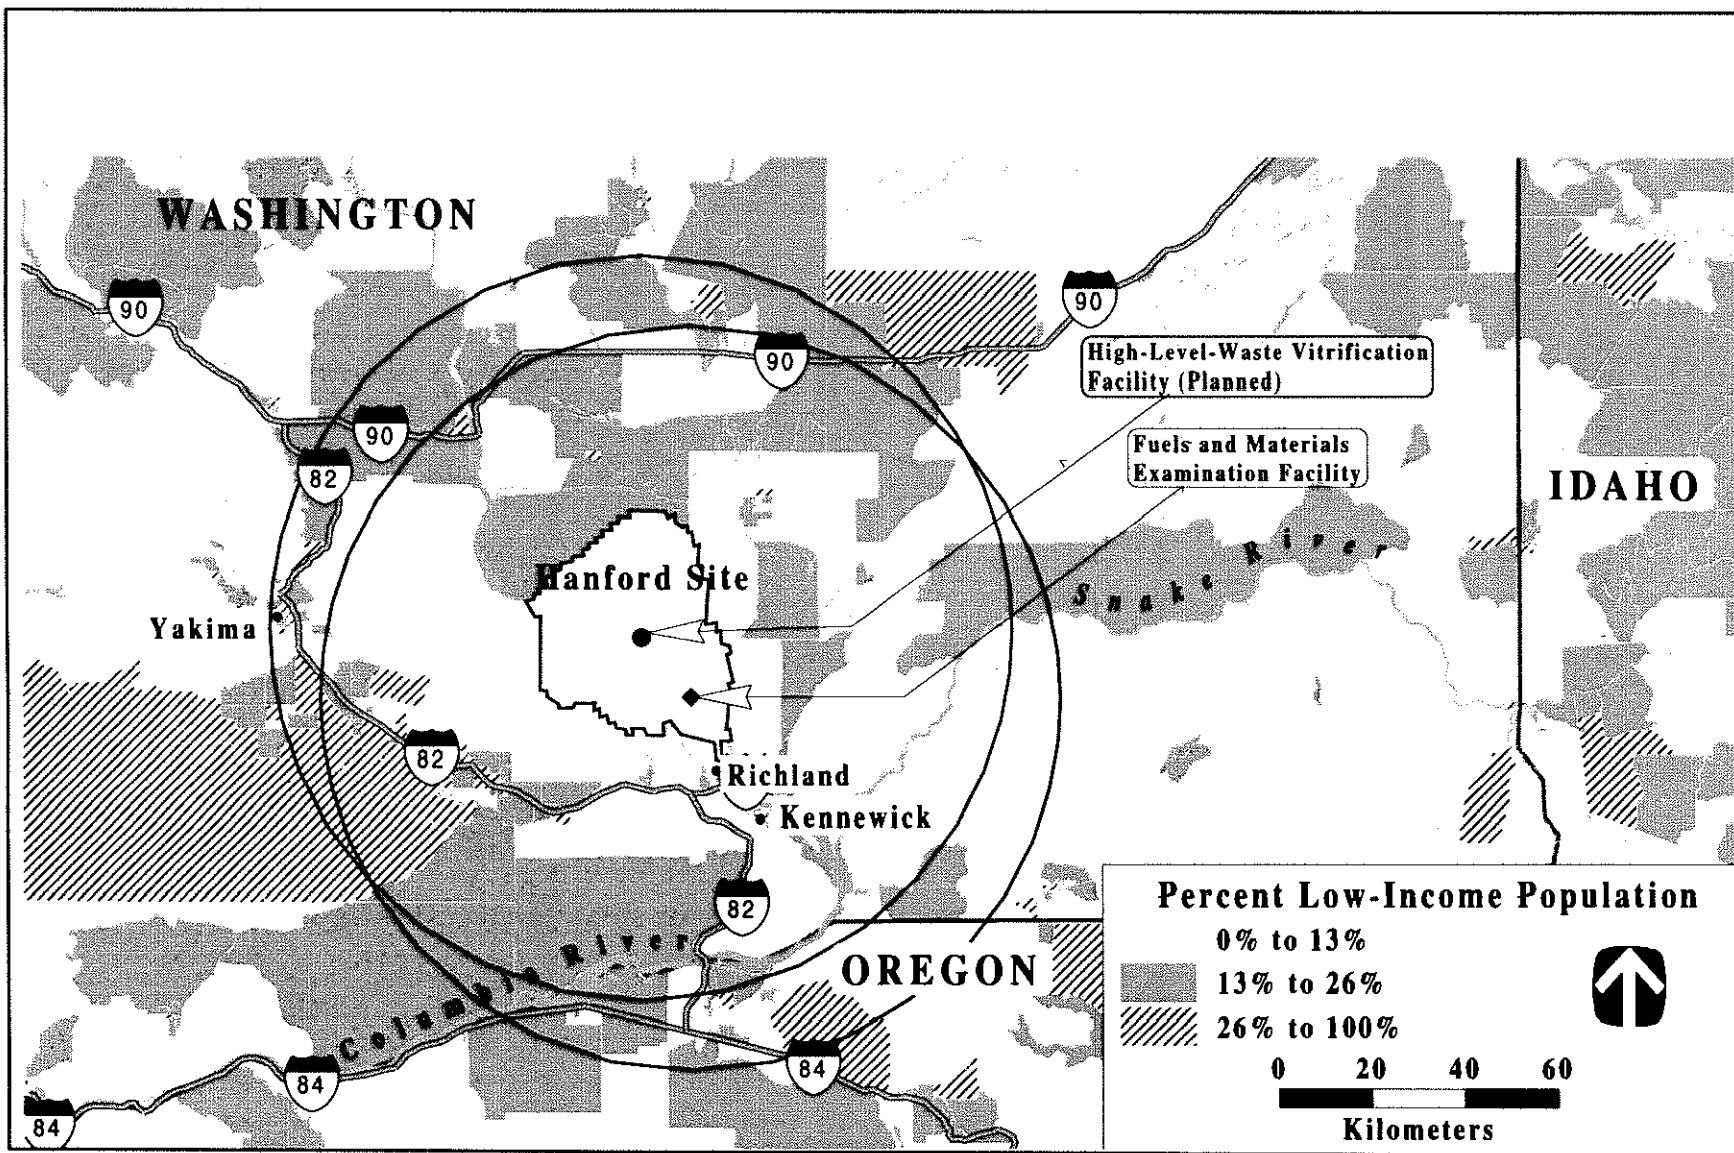 WASHINGTON
90
90
90
High-Level-Waste Vitrification
Facility (Planned)
90
Fuels and Materials
Examination Facility
82
IDAHO
Snake River
Hanford Site
Yakima
82
Richland
Kennewick
82
Columbia River
OREGON
84
84
84
Percent Low-Income Population
0% to 13%
13% to 26%
26% to 100%
0 20 40 60
Kilometers